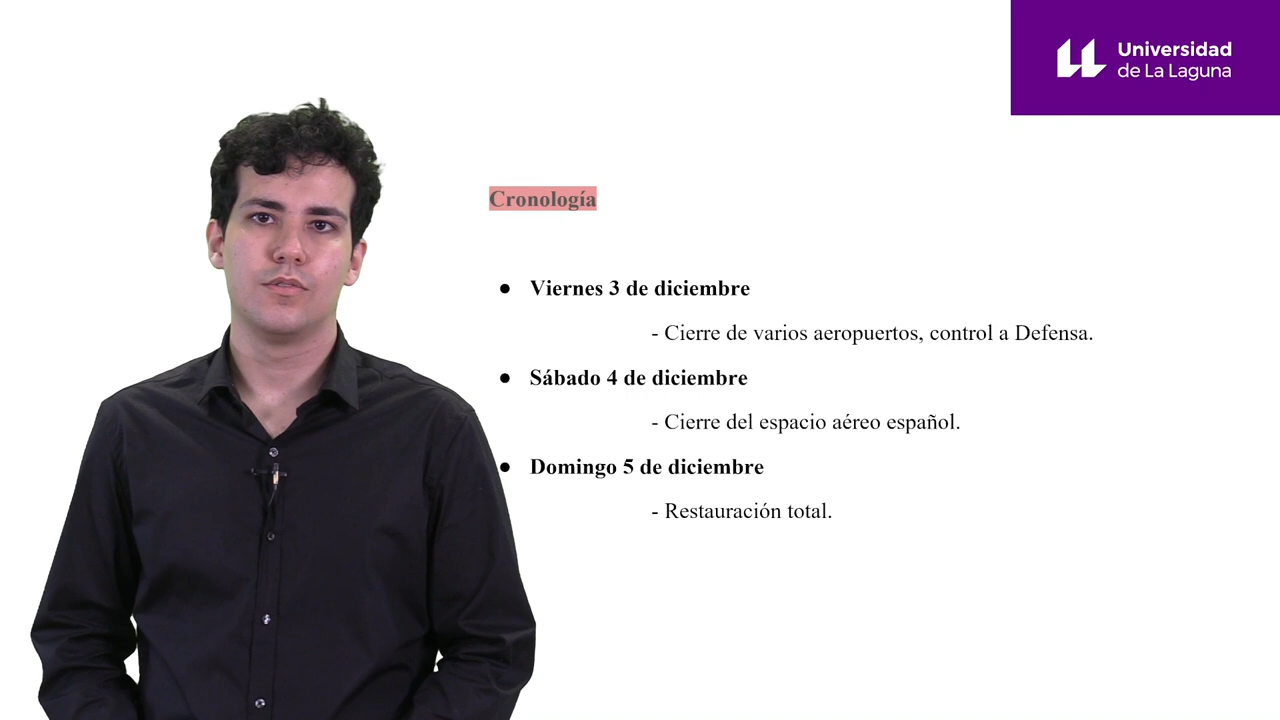 Universidad
de La Laguna
Cronología
● Viernes 3 de diciembre
- Cierre de varios aeropuertos, control a Defensa.
● Sábado 4 de diciembre
- Cierre del espacio aéreo español.
● Domingo 5 de diciembre
- Restauración total.